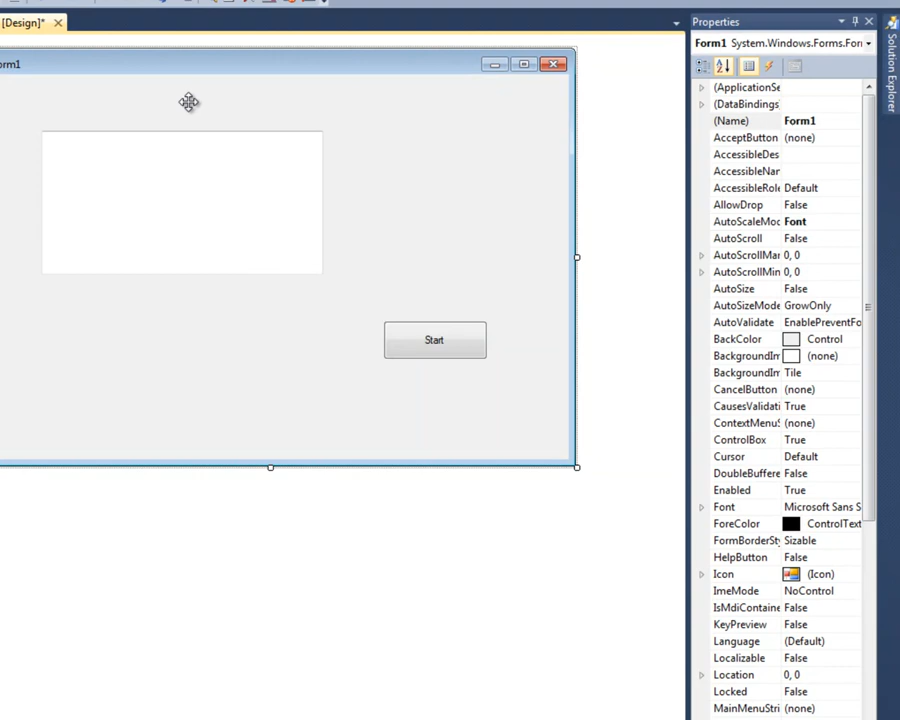 [Design]*
Properties
Form1 System.Windows.Forms.Forn
Solution Explorer
orm1
Start
(ApplicationSe
(DataBindings)
(Name) Form1
AcceptButton (none)
AccessibleDes
AccessibleNar
AccessibleRole Default
AllowDrop False
AutoScaleMoc Font
AutoScroll False
AutoScrollMar 0, 0
AutoScrollMin 0, 0
AutoSize False
AutoSizeMode GrowOnly
AutoValidate EnablePreventFo
BackColor Control
BackgroundIm (none)
BackgroundIm Tile
CancelButton (none)
CausesValidati True
ContextMenuS (none)
ControlBox True
Cursor Default
DoubleBuffere False
Enabled True
Font Microsoft Sans S
ForeColor ControlText
FormBorderSty Sizable
HelpButton False
Icon (Icon)
ImeMode NoControl
IsMdiContaine False
KeyPreview False
Language (Default)
Localizable False
Location 0, 0
Locked False
MainMenuStri (none)